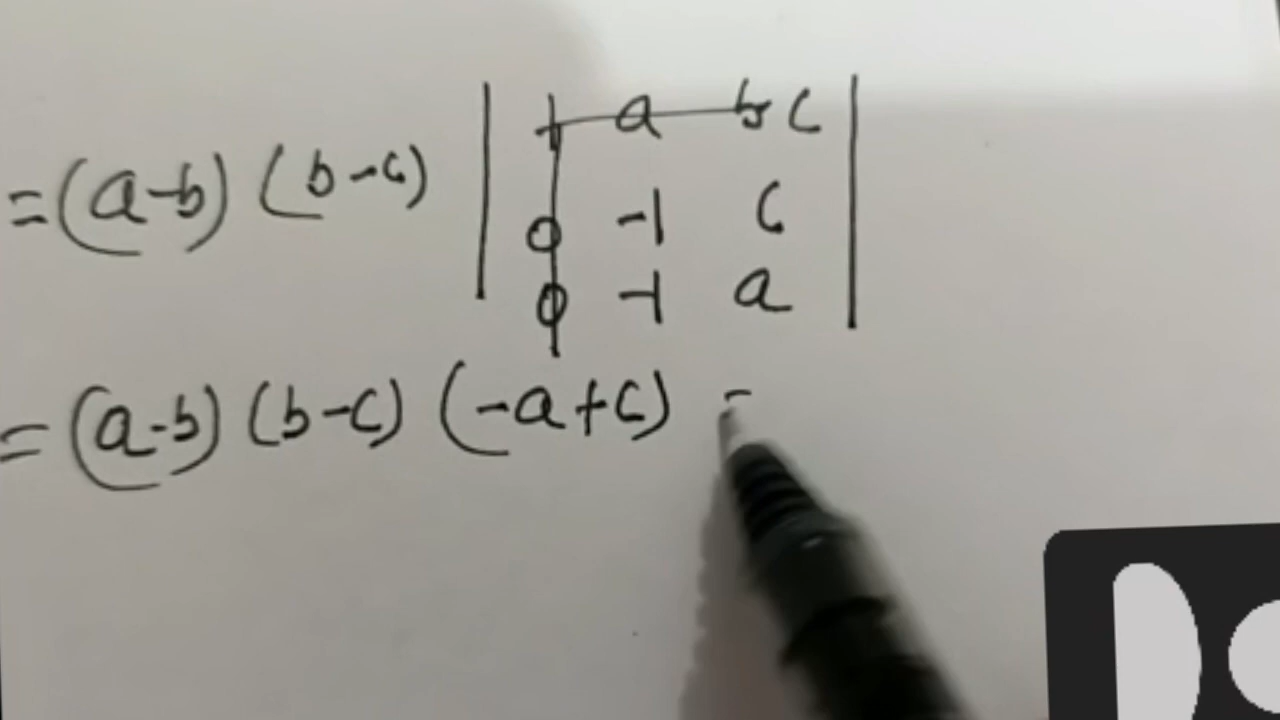 =(a-b) (b-c) | 1 a bc |
| 0 -1 c |
| 0 -1 a |
=(a-b) (b-c) (-a+c) =